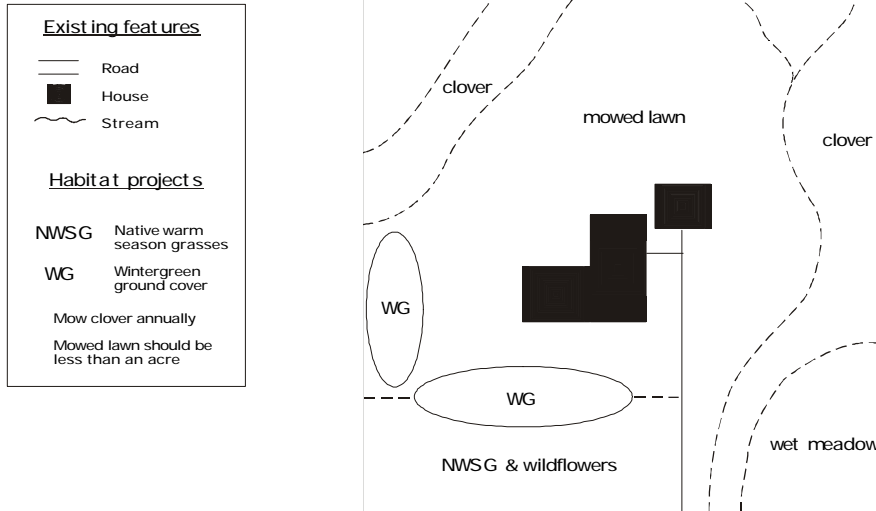 Existing features
Road
House
Stream
Habitat projects
NWSG Native warm
season grasses
WG Wintergreen
ground cover
Mow clover annually
Mowed lawn should be
less than an acre
clover
mowed lawn
clover
WG
WG
wet meadow
NWSG & wildflowers